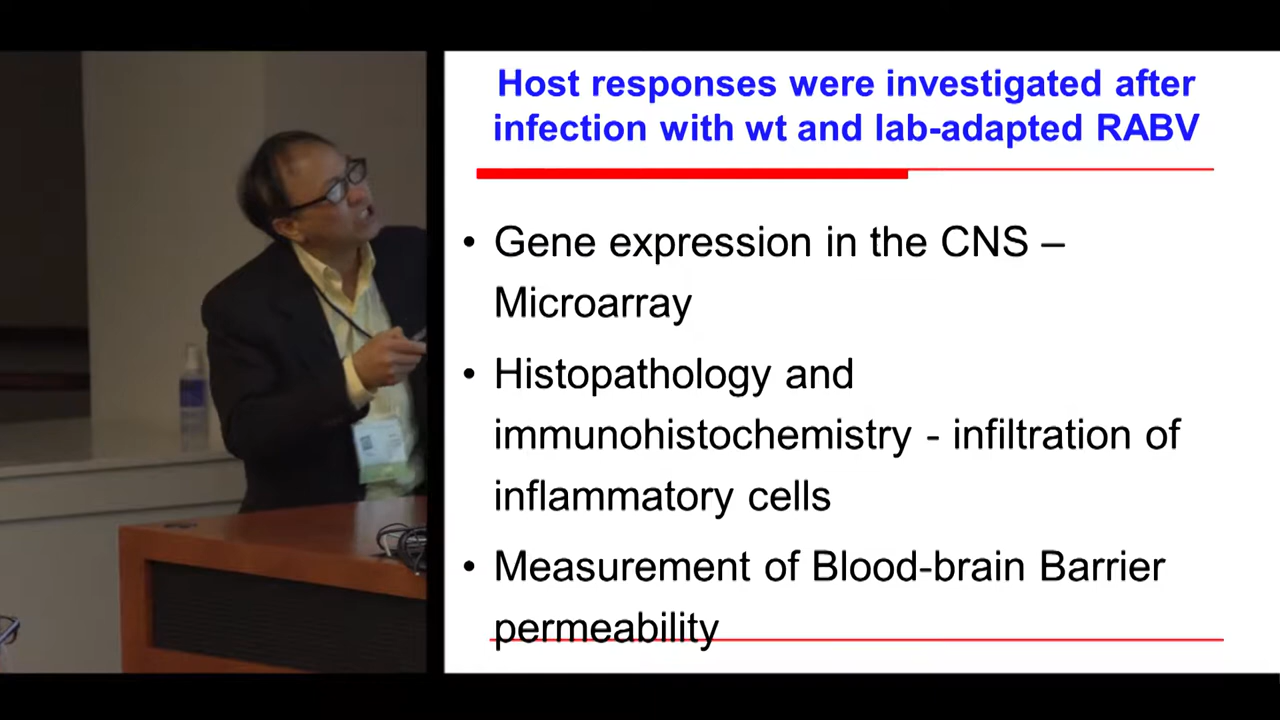 Host responses were investigated after
infection with wt and lab-adapted RABV
• Gene expression in the CNS –
Microarray
• Histopathology and
immunohistochemistry - infiltration of
inflammatory cells
• Measurement of Blood-brain Barrier
permeability